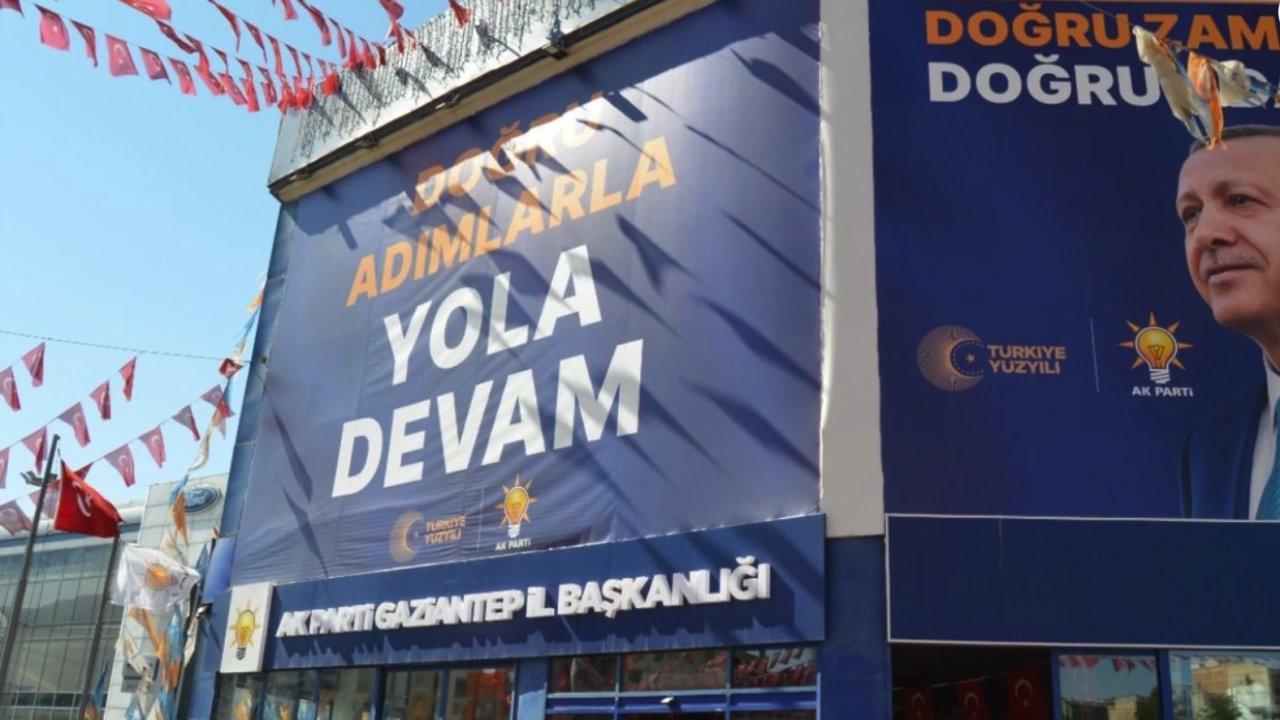 DOĞRU
ADIMLARLA
YOLA
DEVAM
TÜRKİYE
YÜZYILI
AK PARTİ
AK PARTİ GAZİANTEP İL BAŞKANLIĞI
DOĞRU ZAM
DOĞRU
TÜRKİYE
YÜZYILI
AK PARTİ